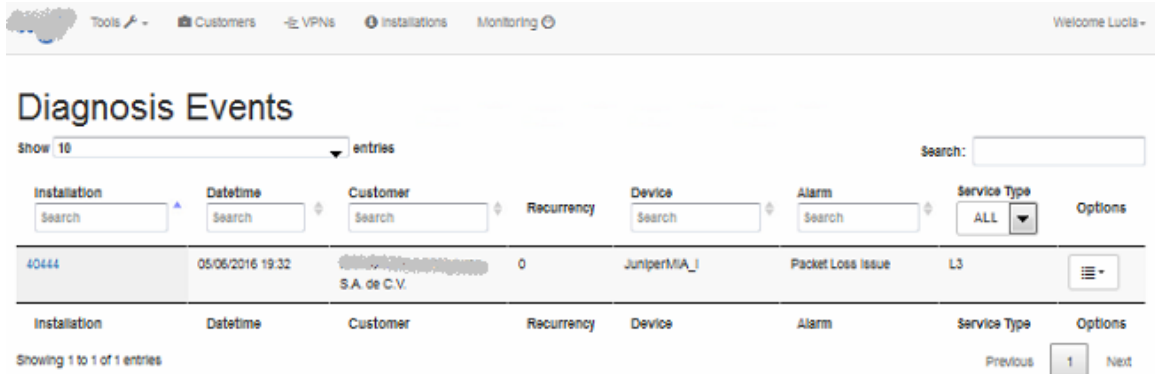 Tools Customers VPNs Installations Monitoring Welcome Lucia
Diagnosis Events
Show 10 entries Search:
Installation Datetime Customer Recurrency Device Alarm Service Type Options
Search Search Search Search Search ALL
40444 05/06/2016 19:32 S.A. de C.V. 0 JuniperMIA_I Packet Loss Issue L3
Installation Datetime Customer Recurrency Device Alarm Service Type Options
Showing 1 to 1 of 1 entries Previous 1 Next